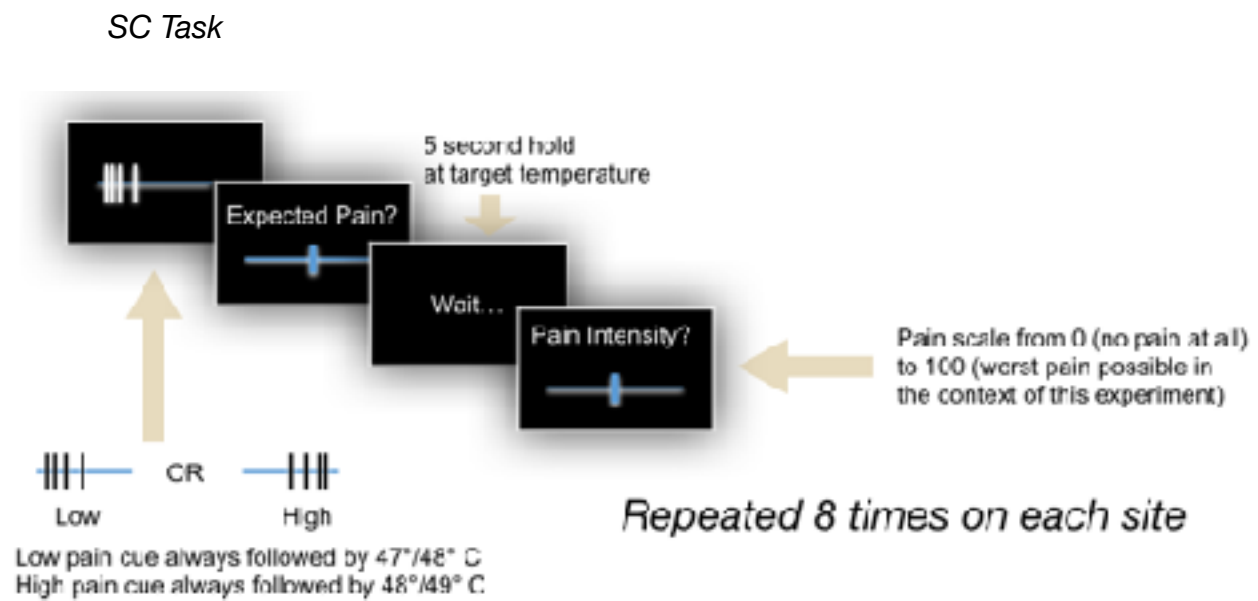 SC Task
5 second hold
at target temperature
Expected Pain?
Wait...
Pain Intensity?
Pain scale from 0 (no pain at all)
to 100 (worst pain possible in
the context of this experiment)
OR
Low
High
Repeated 8 times on each site
Low pain cue always followed by 47°/48° C
High pain cue always followed by 48°/49° C